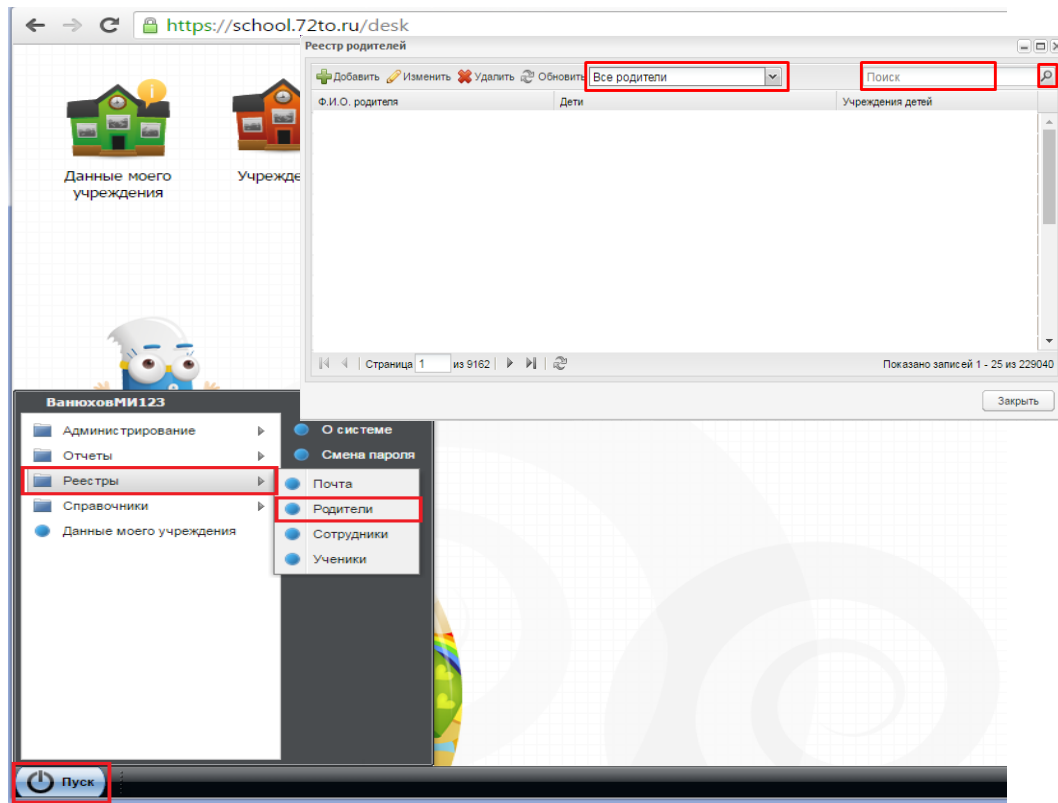 https://school.72to.ru/desk
Реестр родителей
Добавить Изменить Удалить Обновить Все родители Поиск
Ф.И.О. родителя Дети Учреждения детей
Данные моего учреждения
Учрежде
Страница 1 из 9162 Показано записей 1 - 25 из 229040
Закрыть
ВанюховМИ123
Администрирование
Отчеты
Реестры
Справочники
Данные моего учреждения
О системе
Смена пароля
Почта
Родители
Сотрудники
Ученики
Пуск